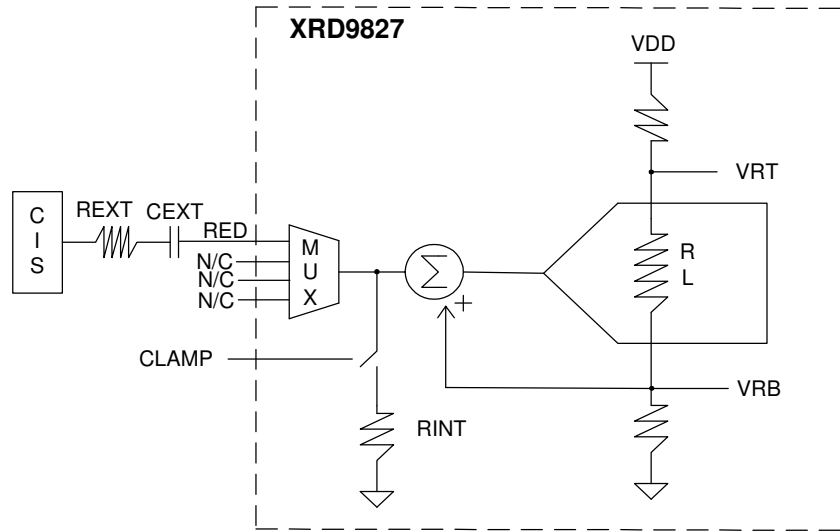 XRD9827
VDD
VRT
C
I
S
REXT
CEXT
RED
N/C
N/C
N/C
M
U
X
Σ
+
R
L
CLAMP
RINT
VRB